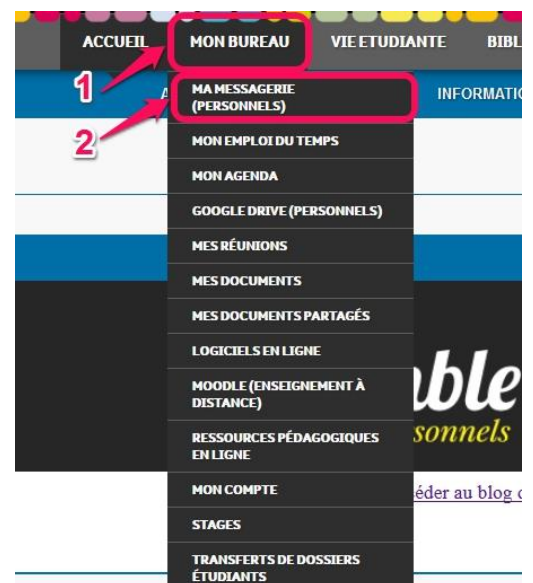 ACCUEIL MON BUREAU VIE ETUDIANTE
1
MA MESSAGERIE
(PERSONNELS)
2
MON EMPLOI DU TEMPS
MON AGENDA
GOOGLE DRIVE (PERSONNELS)
MES RÉUNIONS
MES DOCUMENTS
MES DOCUMENTS PARTAGÉS
LOGICIELS EN LIGNE
MOODLE (ENSEIGNEMENT À
DISTANCE)
RESSOURCES PÉDAGOGIQUES
EN LIGNE
MON COMPTE
STAGES
TRANSFERTS DE DOSSIERS
ÉTUDIANTS
au blog